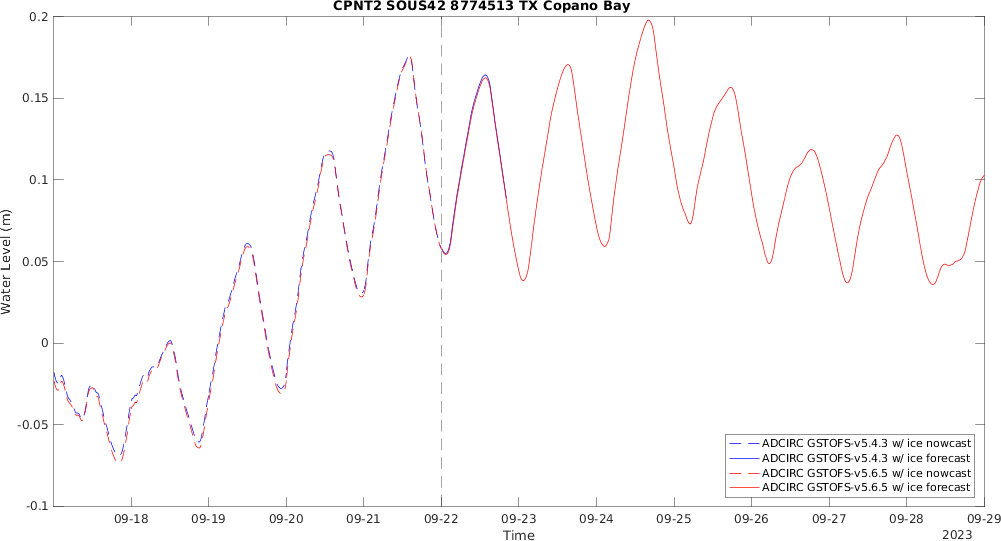 CPNT2 SOUS42 8774513 TX Copano Bay
0.2
0.15
0.1
0.05
0
-0.05
-0.1
Water Level (m)
ADCIRC GSTOFS-v5.4.3 w/ ice nowcast
ADCIRC GSTOFS-v5.4.3 w/ ice forecast
ADCIRC GSTOFS-v5.6.5 w/ ice nowcast
ADCIRC GSTOFS-v5.6.5 w/ ice forecast
09-18 09-19 09-20 09-21 09-22 09-23 09-24 09-25 09-26 09-27 09-28 09-29
Time 2023